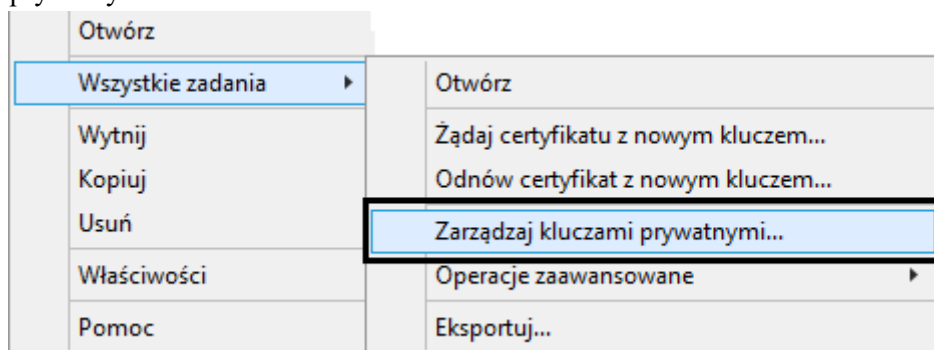 Otwórz
Wszystkie zadania
Wytnij
Kopiuj
Usuń
Właściwości
Pomoc
Otwórz
Żądaj certyfikatu z nowym kluczem...
Odnów certyfikat z nowym kluczem...
Zarządzaj kluczami prywatnymi...
Operacje zaawansowane
Eksportuj...